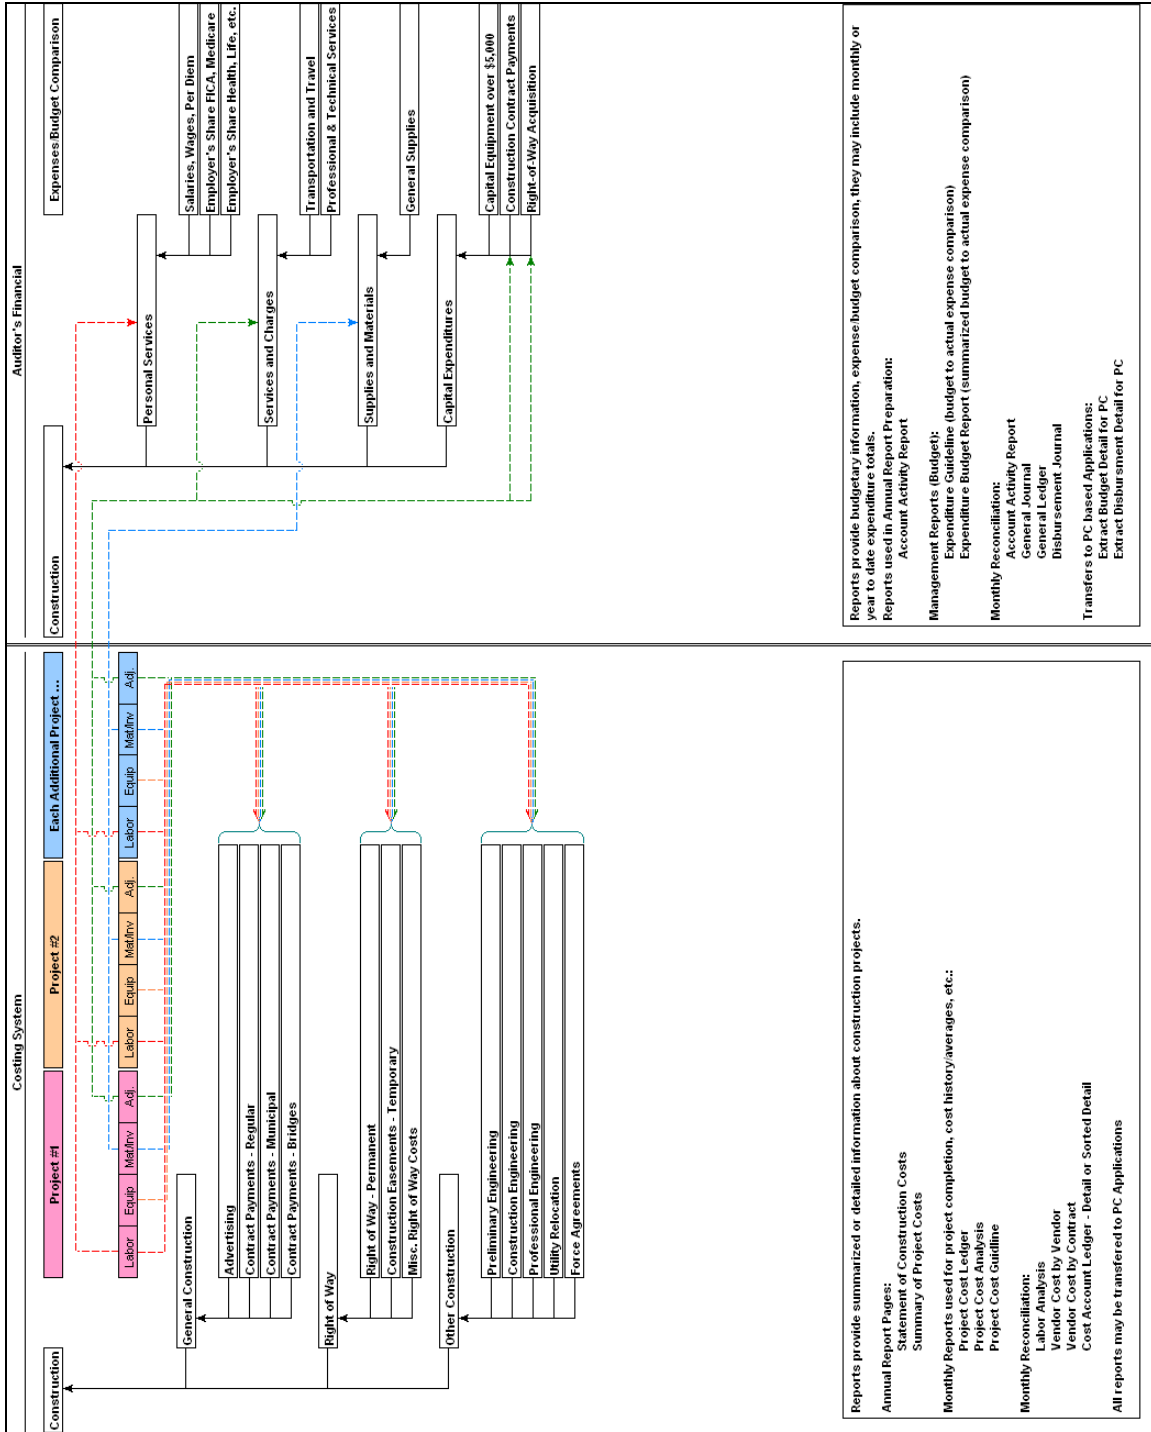 Costing System
Auditor's Financial
Construction
Project #1
Project #2
Each Additional Project ...
Construction
Expenses/Budget Comparison
Labor
Equip
Mat/Inv
Adj.
Labor
Equip
Mat/Inv
Adj.
Labor
Equip
Mat/Inv
Adj.
General Construction
Advertising
Contract Payments - Regular
Contract Payments - Municipal
Contract Payments - Bridges
Right of Way
Right of Way - Permanent
Construction Easements - Temporary
Misc. Right of Way Costs
Other Construction
Preliminary Engineering
Construction Engineering
Professional Engineering
Utility Relocation
Force Agreements
Personal Services
Salaries, Wages, Per Diem
Employer's Share FICA, Medicare
Employer's Share Health, Life, etc.
Services and Charges
Transportation and Travel
Professional & Technical Services
Supplies and Materials
General Supplies
Capital Expenditures
Capital Equipment over $5,000
Construction Contract Payments
Right-of-Way Acquisition
Reports provide summarized or detailed information about construction projects.
Annual Report Pages:
Statement of Construction Costs
Summary of Project Costs
Monthly Reports used for project completion, cost history/averages, etc.:
Project Cost Ledger
Project Cost Analysis
Project Cost Guidline
Monthly Reconciliation:
Labor Analysis
Vendor Cost by Vendor
Vendor Cost by Contract
Cost Account Ledger - Detail or Sorted Detail
All reports may be transfered to PC Applications
Reports provide budgetary information, expense/budget comparison, they may include monthly or
year to date expenditure totals.
Reports used in Annual Report Preparation:
Account Activity Report
Management Reports (Budget):
Expenditure Guideline (budget to actual expense comparison)
Expenditure Budget Report (summarized budget to actual expense comparison)
Monthly Reconciliation:
Account Activity Report
General Journal
General Ledger
Disbursement Journal
Transfers to PC based Applications:
Extract Budget Detail for PC
Extract Disbursment Detail for PC